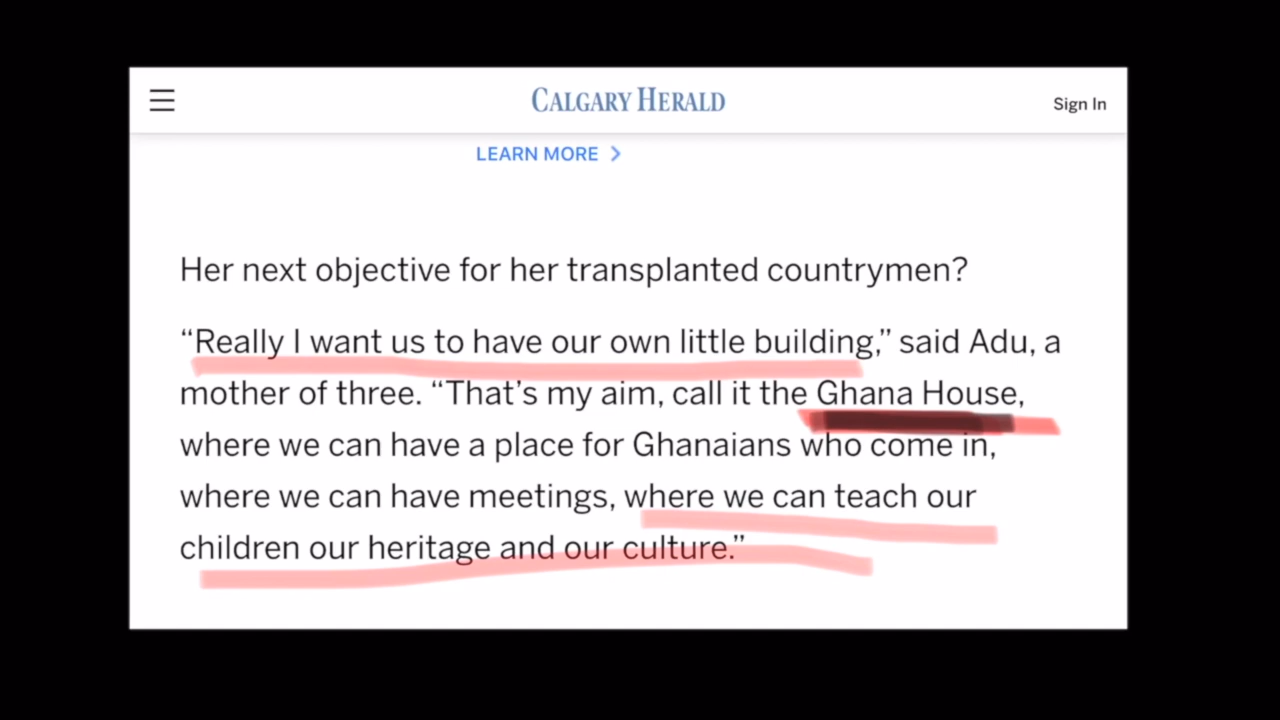 CALGARY HERALD
Sign In
LEARN MORE
Her next objective for her transplanted countrymen?
“Really I want us to have our own little building,” said Adu, a
mother of three. “That’s my aim, call it the Ghana House,
where we can have a place for Ghanaians who come in,
where we can have meetings, where we can teach our
children our heritage and our culture.”